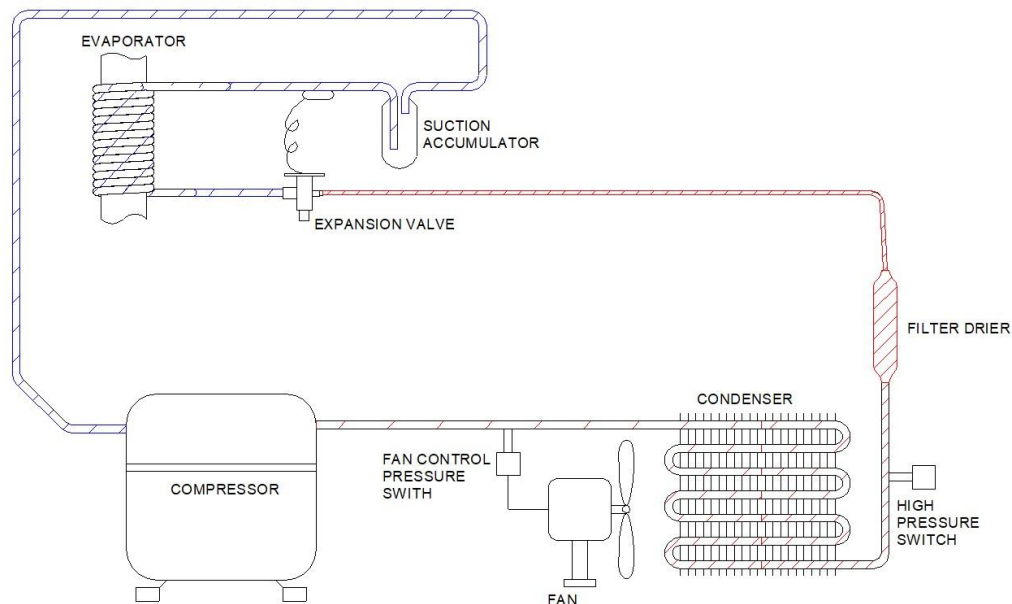 EVAPORATOR
SUCTION
ACCUMULATOR
EXPANSION VALVE
FILTER DRIER
CONDENSER
FAN CONTROL
PRESSURE
SWITH
COMPRESSOR
HIGH
PRESSURE
SWITCH
FAN